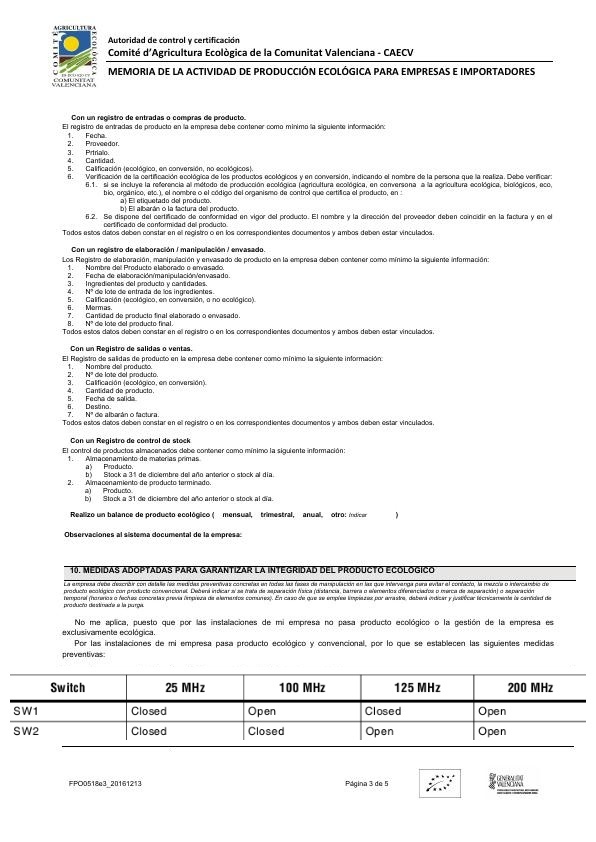 AGRICULTURA
COMITÉ
ECOLÒGICA
COMUNITAT
VALENCIANA
Autoridad de control y certificación
Comité d'Agricultura Ecològica de la Comunitat Valenciana - CAECV
MEMORIA DE LA ACTIVIDAD DE PRODUCCIÓN ECOLÓGICA PARA EMPRESAS E IMPORTADORES
Con un registro de entradas o compras de producto.
El registro de entradas de producto en la empresa debe contener como mínimo la siguiente información:
1. Fecha.
2. Proveedor.
3. Prtrialo.
4. Cantidad.
5. Calificación (ecológico, en conversión, no ecológicos).
6. Verificación de la certificación ecológica de los productos ecológicos y en conversión, indicando el nombre de la persona que la realiza. Debe verificar:
6.1. si se incluye la referencia al método de producción ecológica (agricultura ecológica, en conversona a la agricultura ecológica, biológicos, eco,
bio, orgánico, etc.), el nombre o el código del organismo de control que certifica el producto, en :
a) El etiquetado del producto.
b) El albarán o la factura del producto.
6.2. Se dispone del certificado de conformidad en vigor del producto. El nombre y la dirección del proveedor deben coincidir en la factura y en el
certificado de conformidad del producto.
Todos estos datos deben constar en el registro o en los correspondientes documentos y ambos deben estar vinculados.
Con un registro de elaboración / manipulación / envasado.
Los Registro de elaboración, manipulación y envasado de producto en la empresa deben contener como mínimo la siguiente información:
1. Nombre del Producto elaborado o envasado.
2. Fecha de elaboración/manipulación/envasado.
3. Ingredientes del producto y cantidades.
4. Nº de lote de entrada de los ingredientes.
5. Calificación (ecológico, en conversión, o no ecológico).
6. Mermas.
7. Cantidad de producto final elaborado o envasado.
8. Nº de lote del producto final.
Todos estos datos deben constar en el registro o en los correspondientes documentos y ambos deben estar vinculados.
Con un Registro de salidas o ventas.
El Registro de salidas de producto en la empresa debe contener como mínimo la siguiente información:
1. Nombre del producto.
2. Nº de lote del producto.
3. Calificación (ecológico, en conversión).
4. Cantidad de producto.
5. Fecha de salida.
6. Destino.
7. Nº de albarán o factura.
Todos estos datos deben constar en el registro o en los correspondientes documentos y ambos deben estar vinculados.
Con un Registro de control de stock
El control de productos almacenados debe contener como mínimo la siguiente información:
1. Almacenamiento de materias primas.
a) Producto.
b) Stock a 31 de diciembre del año anterior o stock al día.
2. Almacenamiento de producto terminado.
a) Producto.
b) Stock a 31 de diciembre del año anterior o stock al día.
Realizo un balance de producto ecológico ( mensual, trimestral, anual, otro: Indicar )
Observaciones al sistema documental de la empresa:
10. MEDIDAS ADOPTADAS PARA GARANTIZAR LA INTEGRIDAD DEL PRODUCTO ECOLOGICO
La empresa debe describir con detalle las medidas preventivas concretas en todas las fases de manipulación en las que intervenga para evitar el contacto, la mezcla o intercambio de
producto ecológico con producto convencional. Deberá indicar si se trata de separación física (distancia, barrera o elementos diferenciados o marca de separación) o separación
temporal (horarios o fechas concretas previa limpieza de elementos comunes). En caso de que se emplee limpiezas por arrastre, deberá indicar y justificar técnicamente la cantidad de
producto destinada a la purga.
No me aplica, puesto que por las instalaciones de mi empresa no pasa producto ecológico o la gestión de la empresa es
exclusivamente ecológica.
Por las instalaciones de mi empresa pasa producto ecológico y convencional, por lo que se establecen las siguientes medidas
preventivas:
Switch 25 MHz 100 MHz 125 MHz 200 MHz
SW1 Closed Open Closed Open
SW2 Closed Closed Open Open
FPO0518e3_20161213
Página 3 de 5
GENERALITAT
VALENCIANA